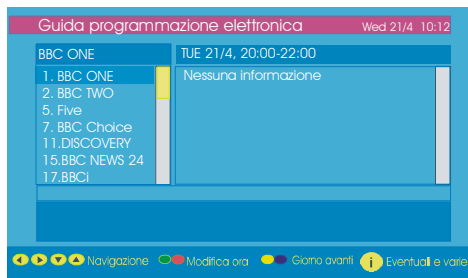 Guida programmazione elettronica Wed 21/4 10:12
BBC ONE TUE 21/4, 20:00-22:00
1. BBC ONE Nessuna informazione
2. BBC TWO
5. Five
7. BBC Choice
11.DISCOVERY
15.BBC NEWS 24
17.BBCi
Navigazione Modifica ora Giorno avanti i Eventuali e varie